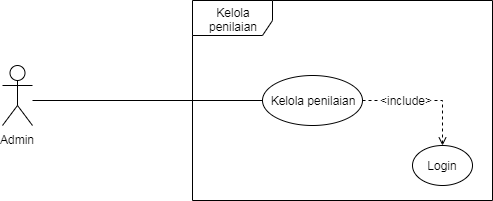 Kelola
penilaian
Kelola penilaian
<include>
Admin
Login